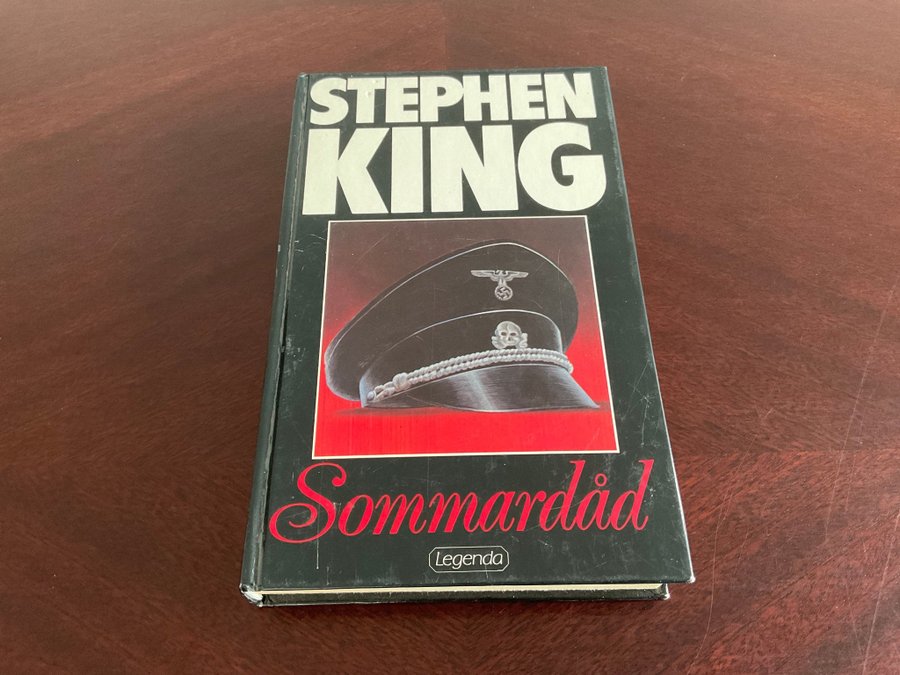 STEPHEN
KING
Sommardåd
Legenda